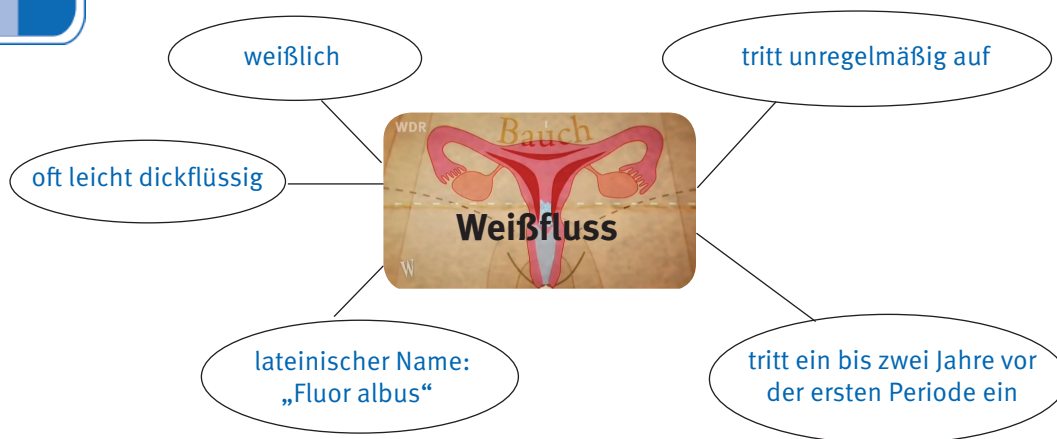 weißlich
tritt unregelmäßig auf
WDR
Bauch
oft leicht dickflüssig
Weißfluss
W
lateinischer Name:
„Fluor albus“
tritt ein bis zwei Jahre vor
der ersten Periode ein